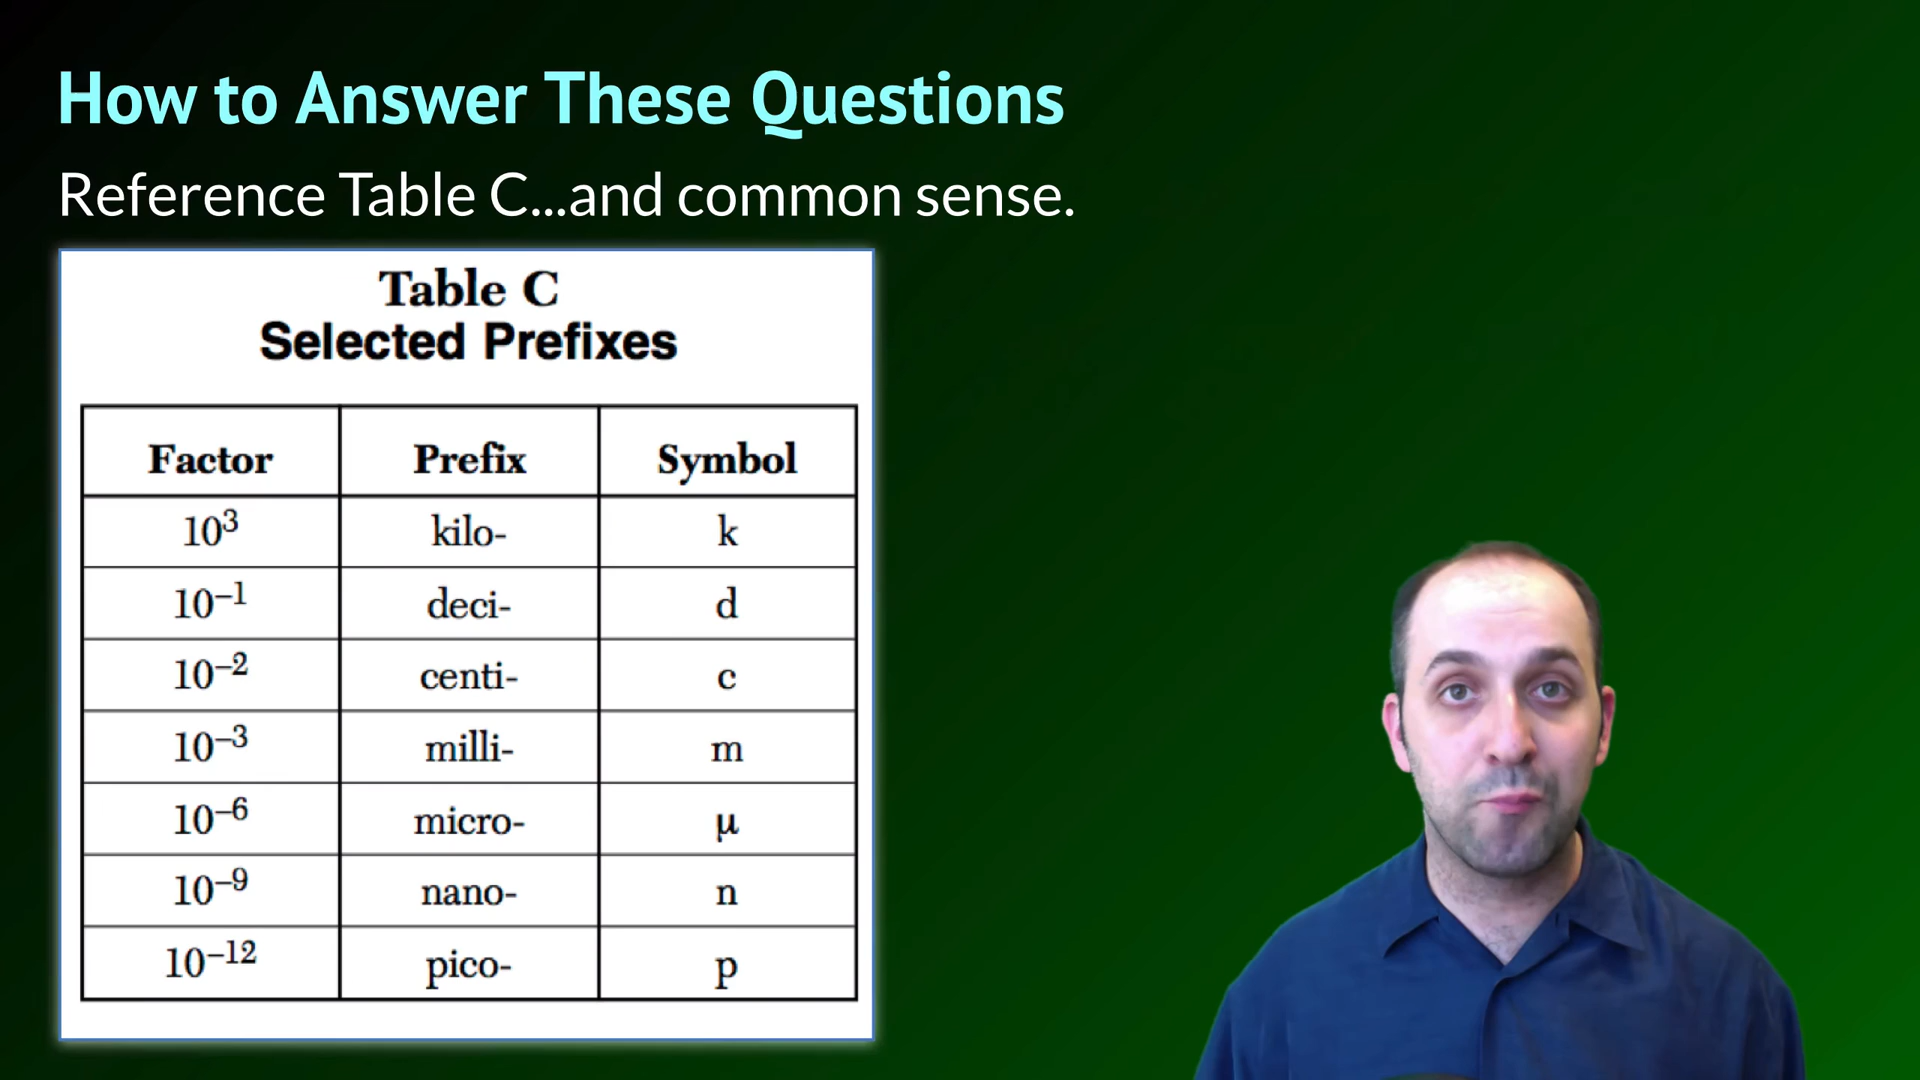 How to Answer These Questions
Reference Table C...and common sense.
Table C
Selected Prefixes
Factor Prefix Symbol
10³ kilo- k
10⁻¹ deci- d
10⁻² centi- c
10⁻³ milli- m
10⁻⁶ micro- μ
10⁻⁹ nano- n
10⁻¹² pico- p